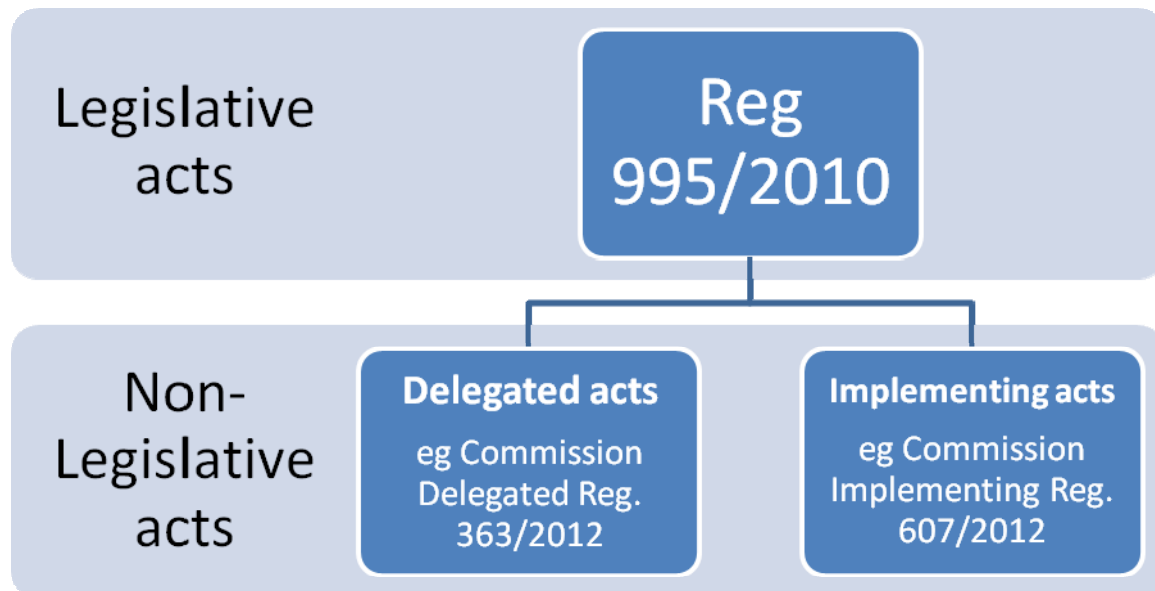 Legislative
acts
Reg
995/2010
Non-
Legislative
acts
Delegated acts
eg Commission
Delegated Reg.
363/2012
Implementing acts
eg Commission
Implementing Reg.
607/2012